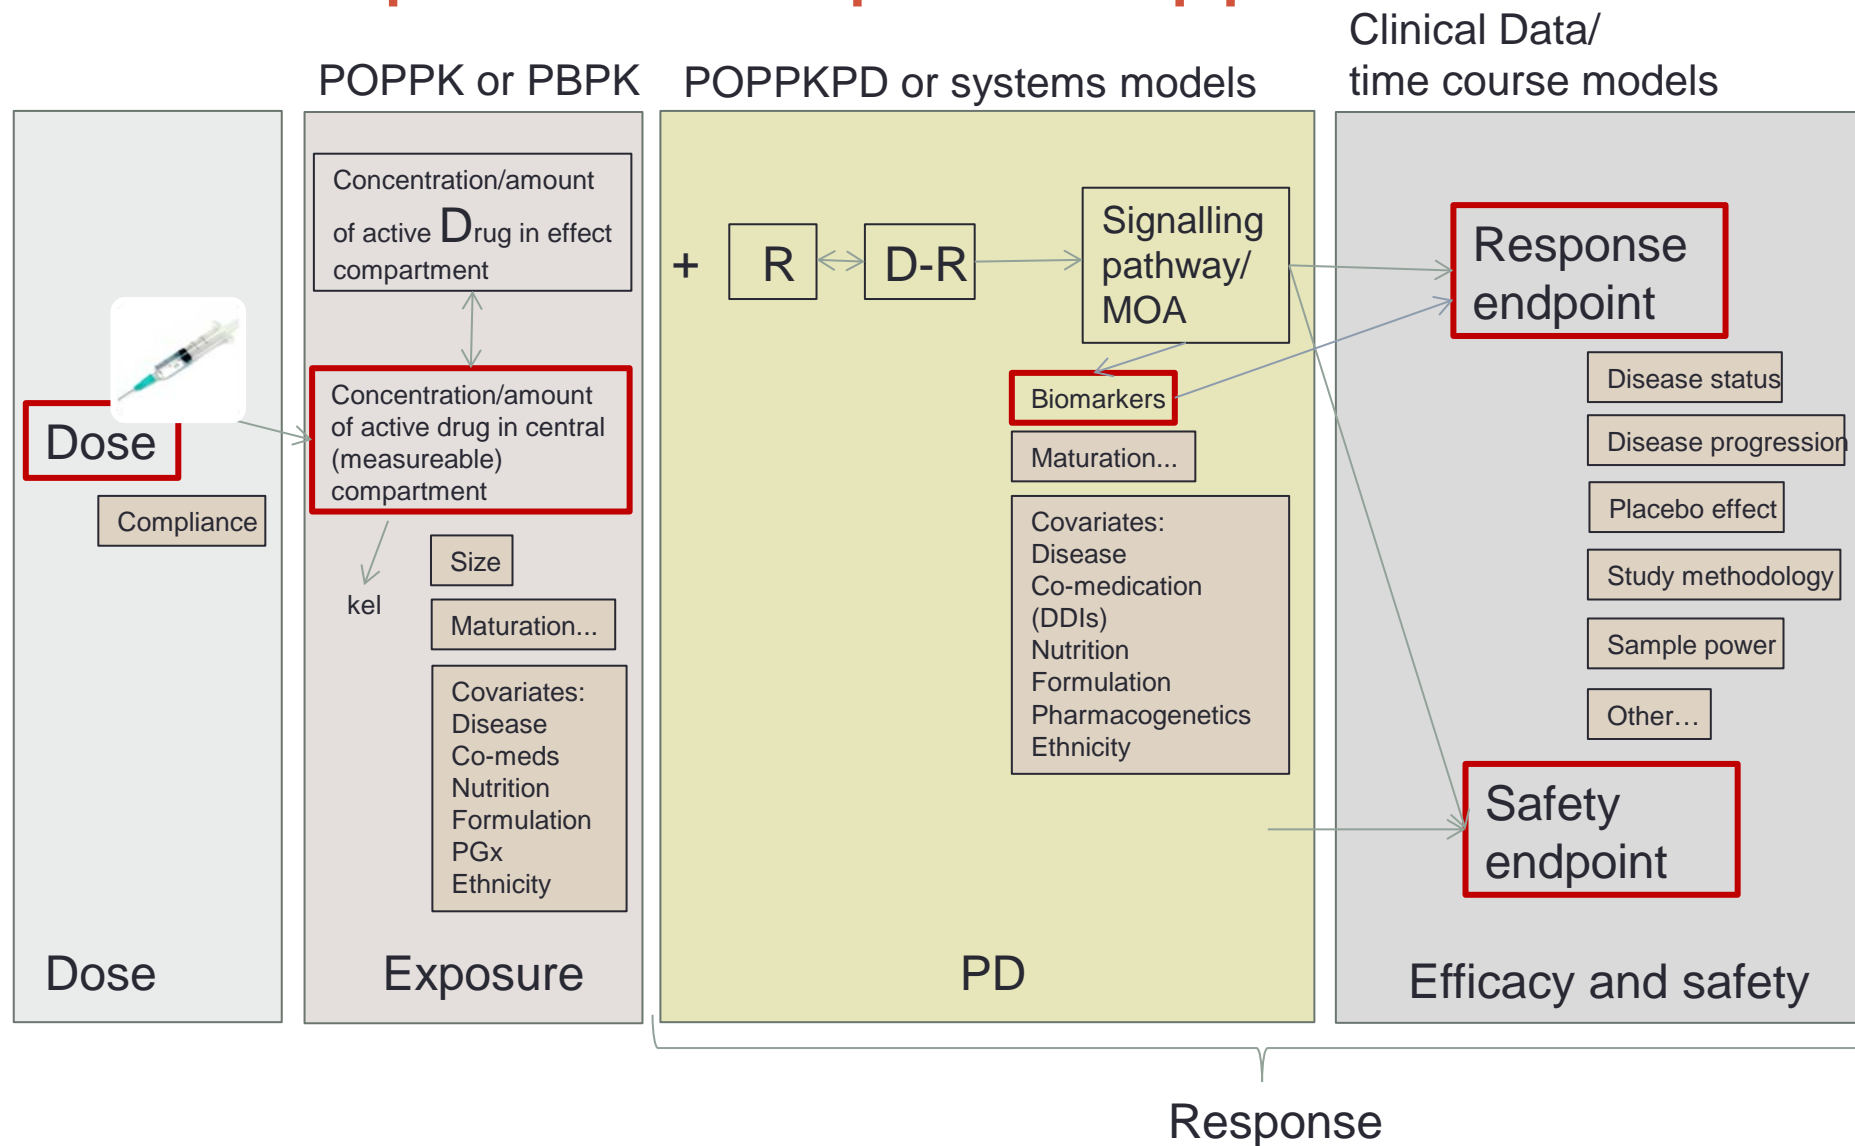 Clinical Data/
time course models
POPPK or PBPK
POPPKPD or systems models
Concentration/amount
of active Drug in effect
compartment
+
R
D-R
Signalling
pathway/
MOA
Response
endpoint
Dose
Compliance
Concentration/amount
of active drug in central
(measureable)
compartment
kel
Size
Maturation...
Covariates:
Disease
Co-meds
Nutrition
Formulation
PGx
Ethnicity
Biomarkers
Maturation...
Covariates:
Disease
Co-medication
(DDIs)
Nutrition
Formulation
Pharmacogenetics
Ethnicity
Disease status
Disease progression
Placebo effect
Study methodology
Sample power
Other…
Safety
endpoint
Dose
Exposure
PD
Efficacy and safety
Response